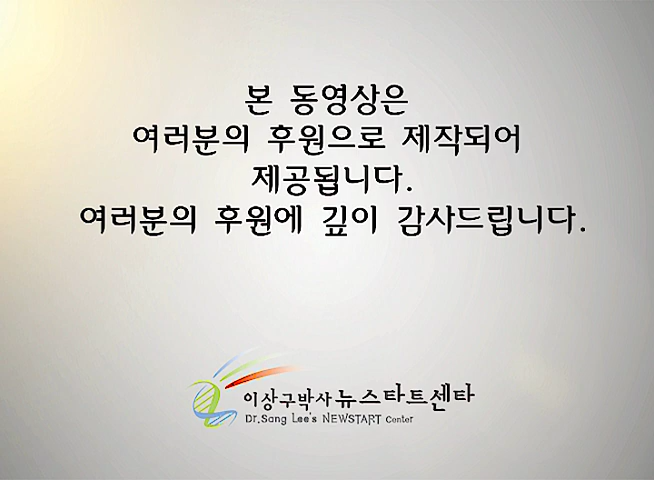 본 동영상은
여러분의 후원으로 제작되어
제공됩니다.
여러분의 후원에 깊이 감사드립니다.
이상구박사 뉴스타트센타
Dr.Sang Lee's NEWSTART Center